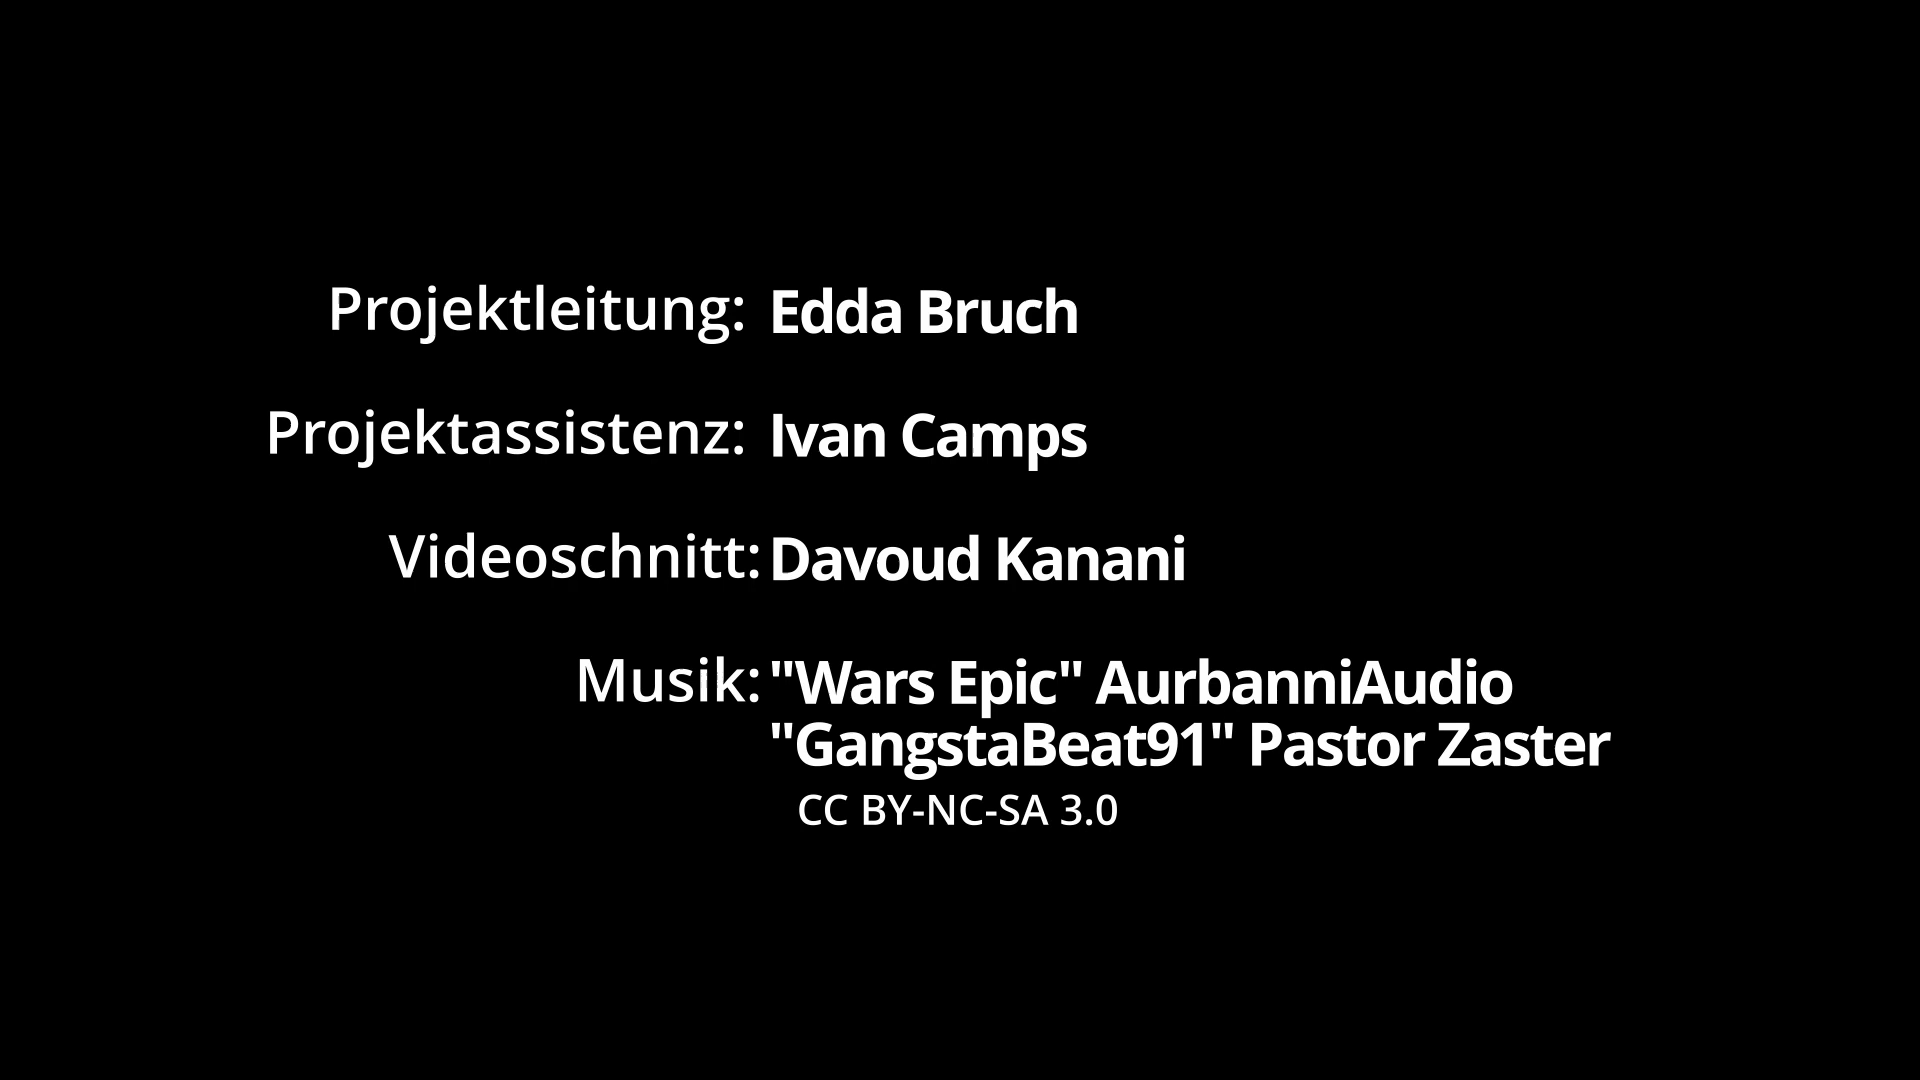 Projektleitung: Edda Bruch
Projektassistenz: Ivan Camps
Videoschnitt: Davoud Kanani
Musik: "Wars Epic" AurbanniAudio
"GangstaBeat91" Pastor Zaster
CC BY-NC-SA 3.0